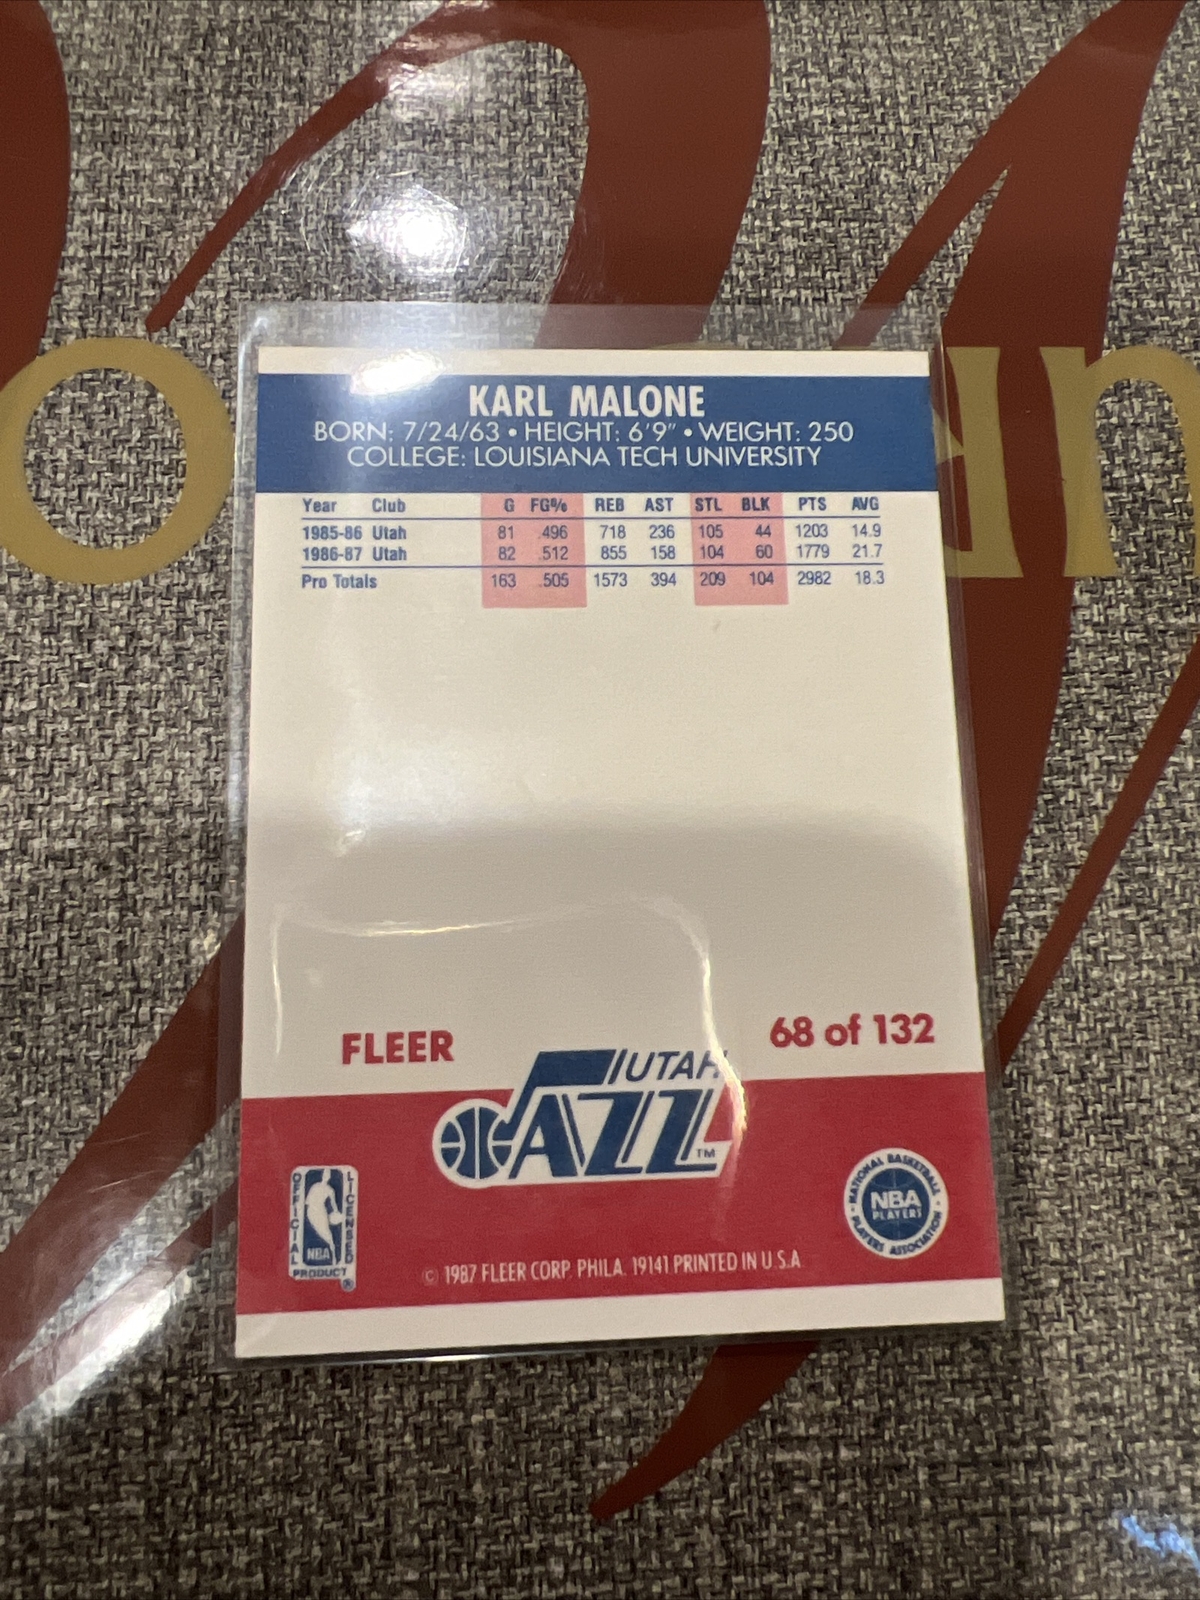 KARL MALONE
BORN: 7/24/63 • HEIGHT: 6'9" • WEIGHT: 250
COLLEGE: LOUISIANA TECH UNIVERSITY
Year Club G FG% REB AST STL BLK PTS AVG
1985-86 Utah 81 .496 718 236 105 44 1203 14.9
1986-87 Utah 82 .512 855 158 104 60 1779 21.7
Pro Totals 163 .505 1573 394 209 104 2982 18.3
FLEER
68 of 132
UTAH
JAZZ
TM
OFFICIAL
LICENSED
NBA
PRODUCT
®
NATIONAL BASKETBALL
NBA
PLAYERS
PLAYERS ASSOCIATION
© 1987 FLEER CORP. PHILA. 19141 PRINTED IN U.S.A